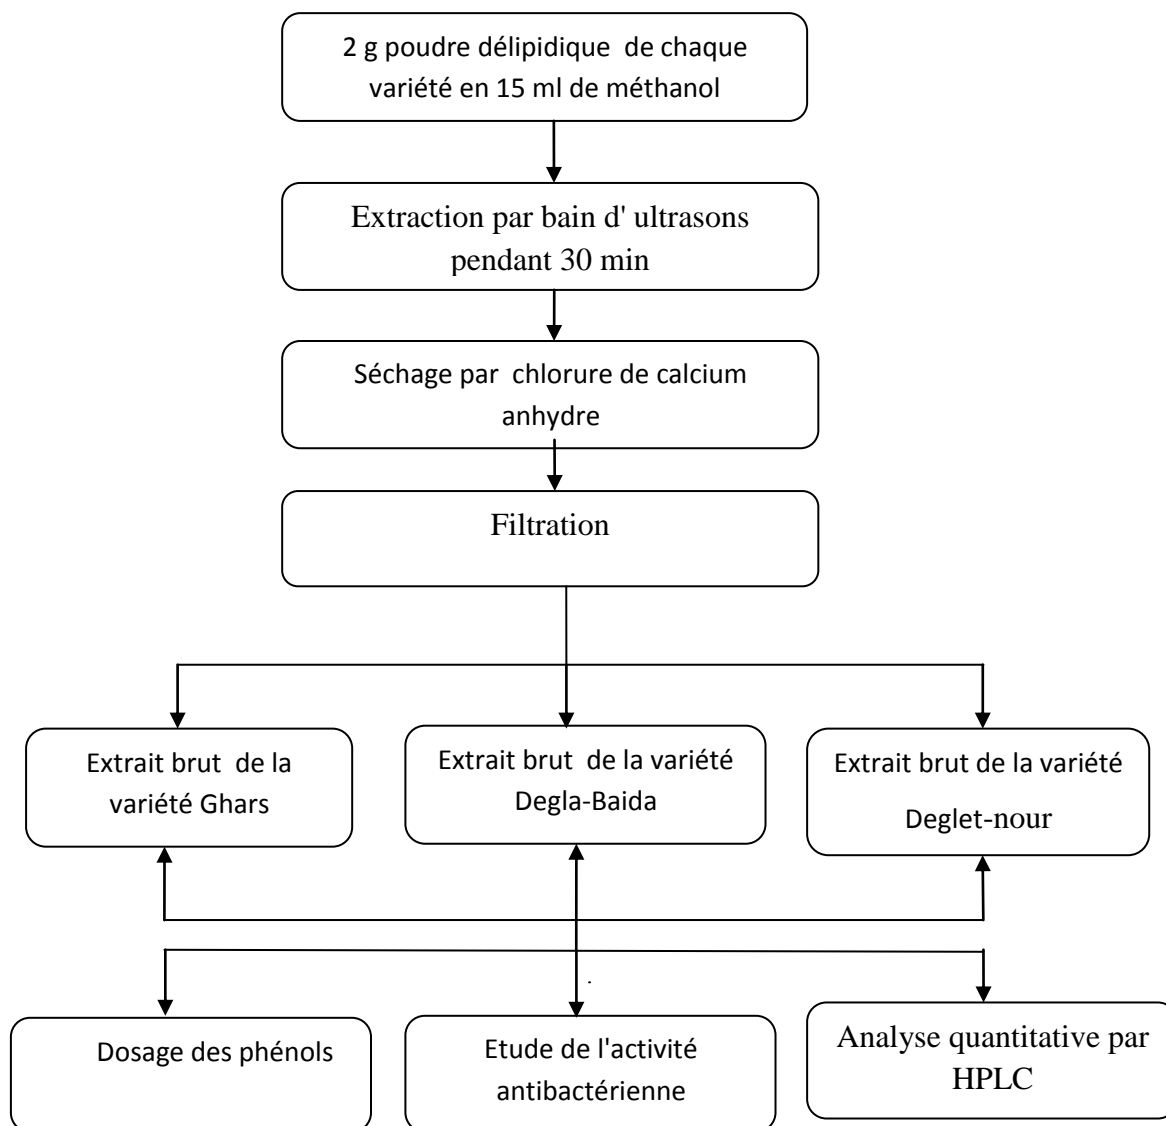 2 g poudre délipidique de chaque
variété en 15 ml de méthanol
Extraction par bain d' ultrasons
pendant 30 min
Séchage par chlorure de calcium
anhydre
Filtration
Extrait brut de la
variété Ghars
Extrait brut de la variété
Degla-Baida
Extrait brut de la variété
Deglet-nour
.
Dosage des phénols
Etude de l'activité
antibactérienne
Analyse quantitative par
HPLC